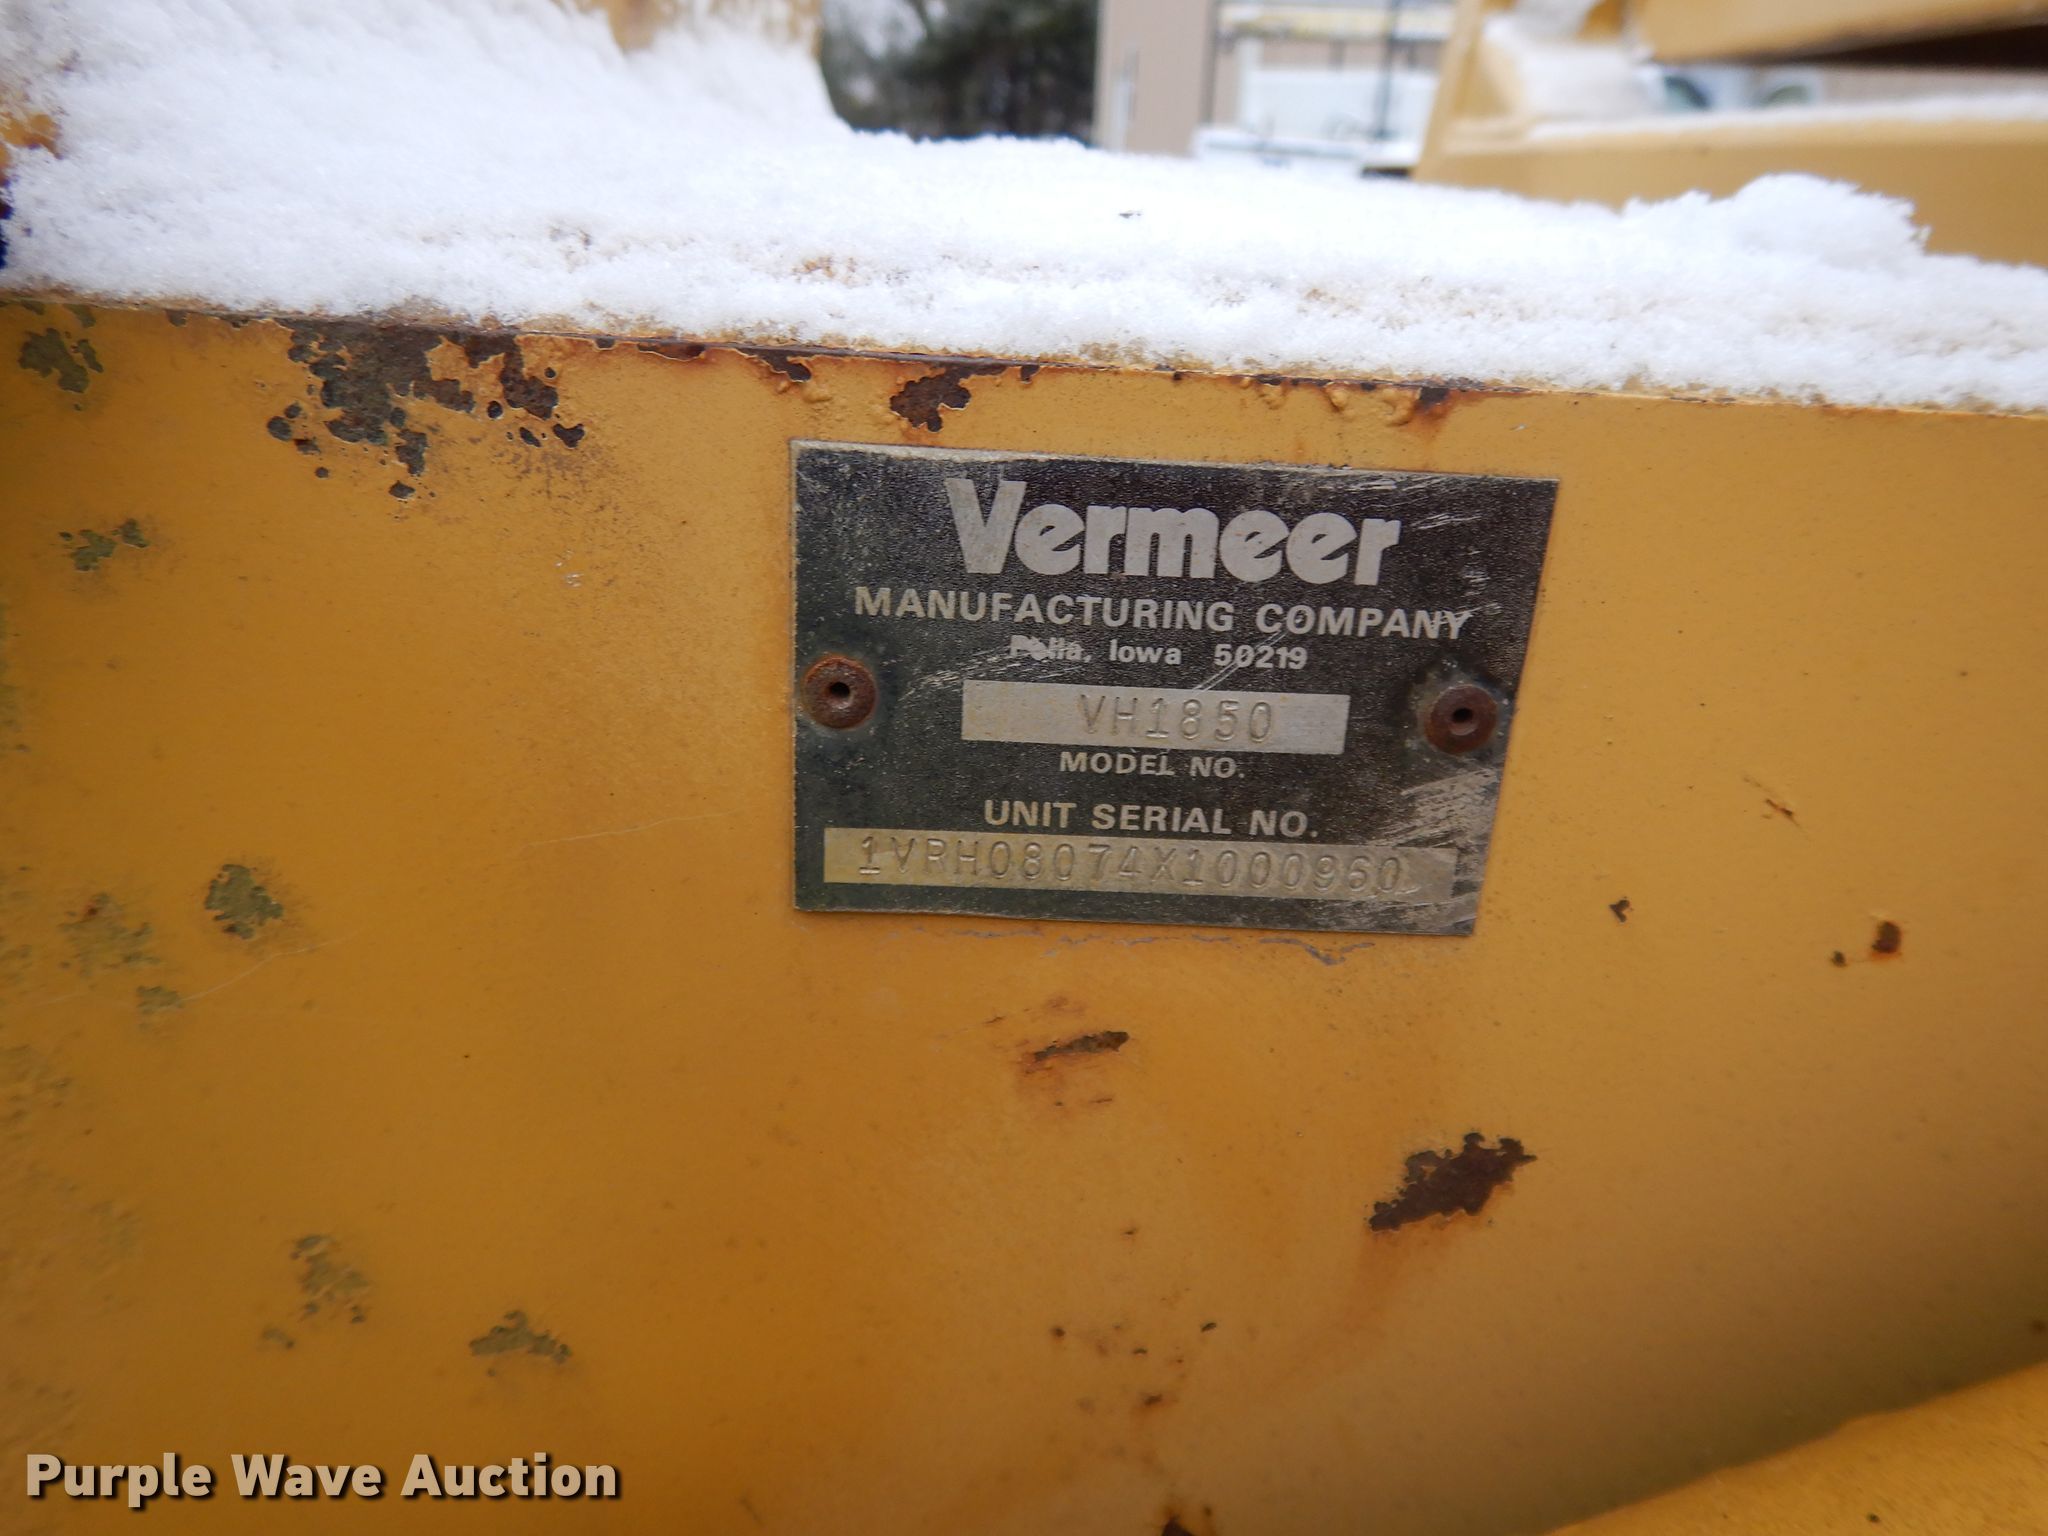 Vermeer
MANUFACTURING COMPANY
Pella, Iowa 50219
VH1850
MODEL NO.
UNIT SERIAL NO.
1VRH08074X1000960
Purple Wave Auction